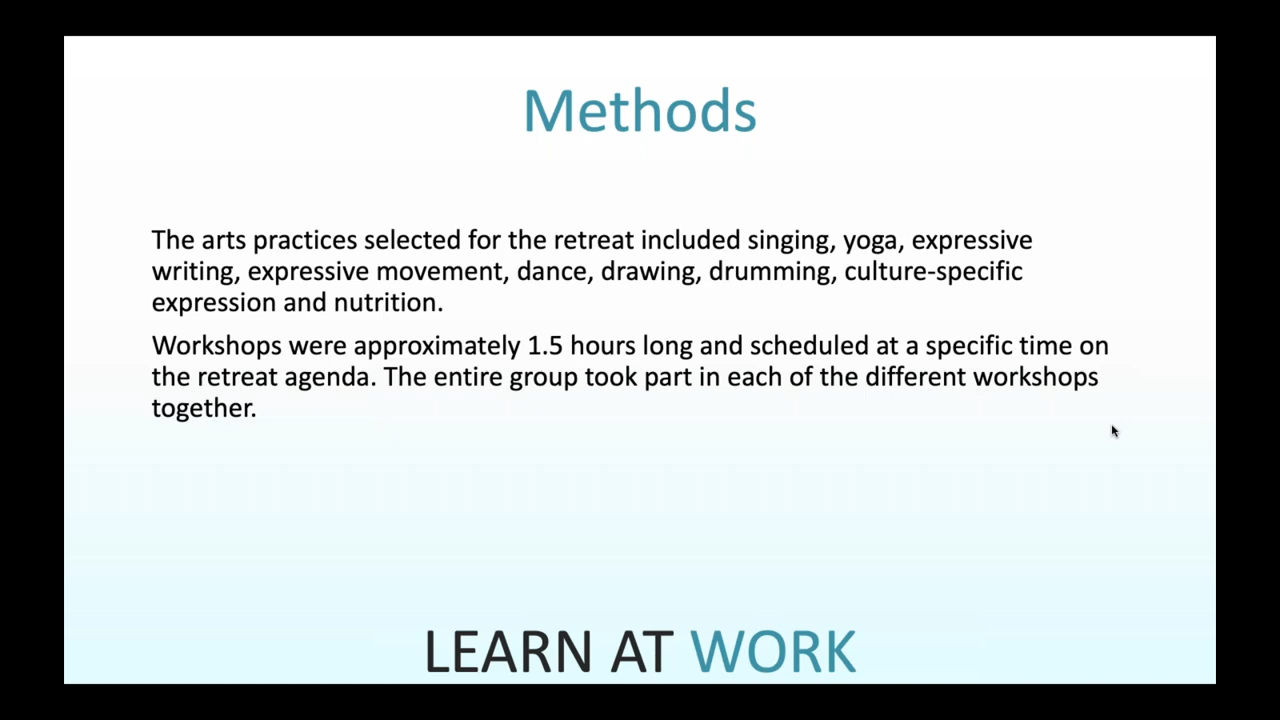 Methods
The arts practices selected for the retreat included singing, yoga, expressive
writing, expressive movement, dance, drawing, drumming, culture-specific
expression and nutrition.
Workshops were approximately 1.5 hours long and scheduled at a specific time on
the retreat agenda. The entire group took part in each of the different workshops
together.
LEARN AT WORK